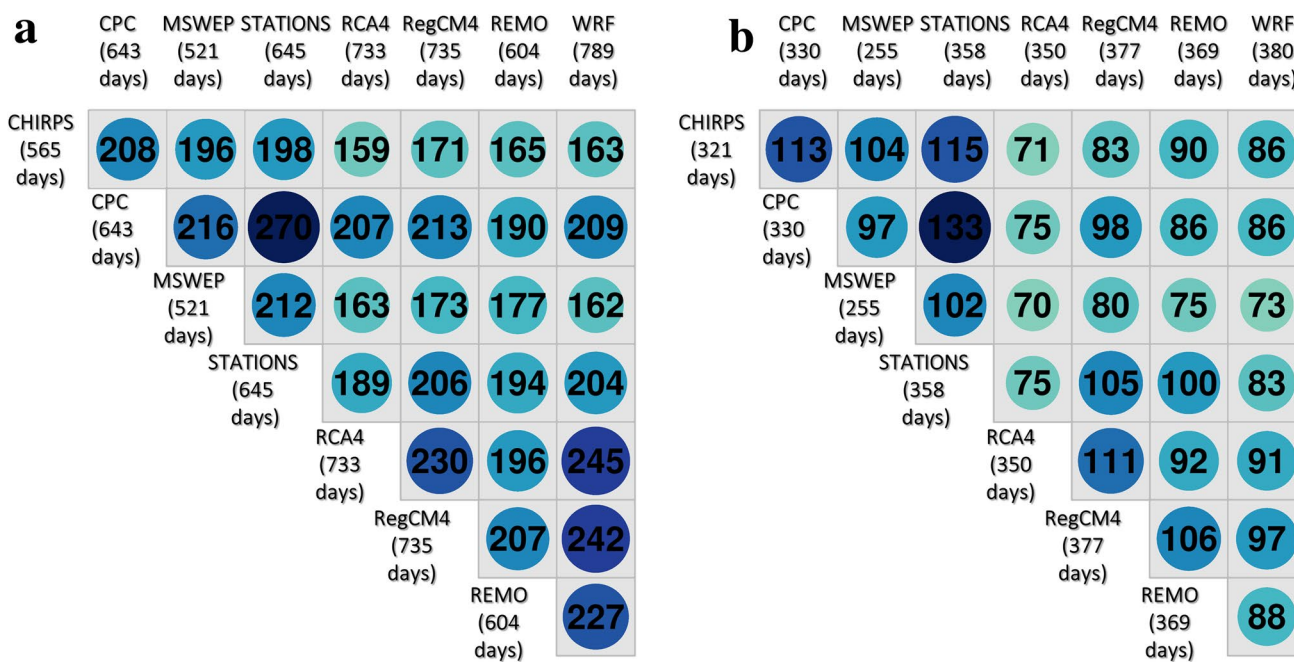 a
CPC MSWEP STATIONS RCA4 RegCM4 REMO WRF
(643 (521 (645 (733 (735 (604 (789
days) days) days) days) days) days) days)
CHIRPS
(565
days)
208 196 198 159 171 165 163
CPC
(643
days)
216 270 207 213 190 209
MSWEP
(521
days)
212 163 173 177 162
STATIONS
(645
days)
189 206 194 204
RCA4
(733
days)
230 196 245
RegCM4
(735
days)
207 242
REMO
(604
days)
227
b
CPC MSWEP STATIONS RCA4 RegCM4 REMO WRF
(330 (255 (358 (350 (377 (369 (380
days) days) days) days) days) days) days)
CHIRPS
(321
days)
113 104 115 71 83 90 86
CPC
(330
days)
97 133 75 98 86 86
MSWEP
(255
days)
102 70 80 75 73
STATIONS
(358
days)
75 105 100 83
RCA4
(350
days)
111 92 91
RegCM4
(377
days)
106 97
REMO
(369
days)
88